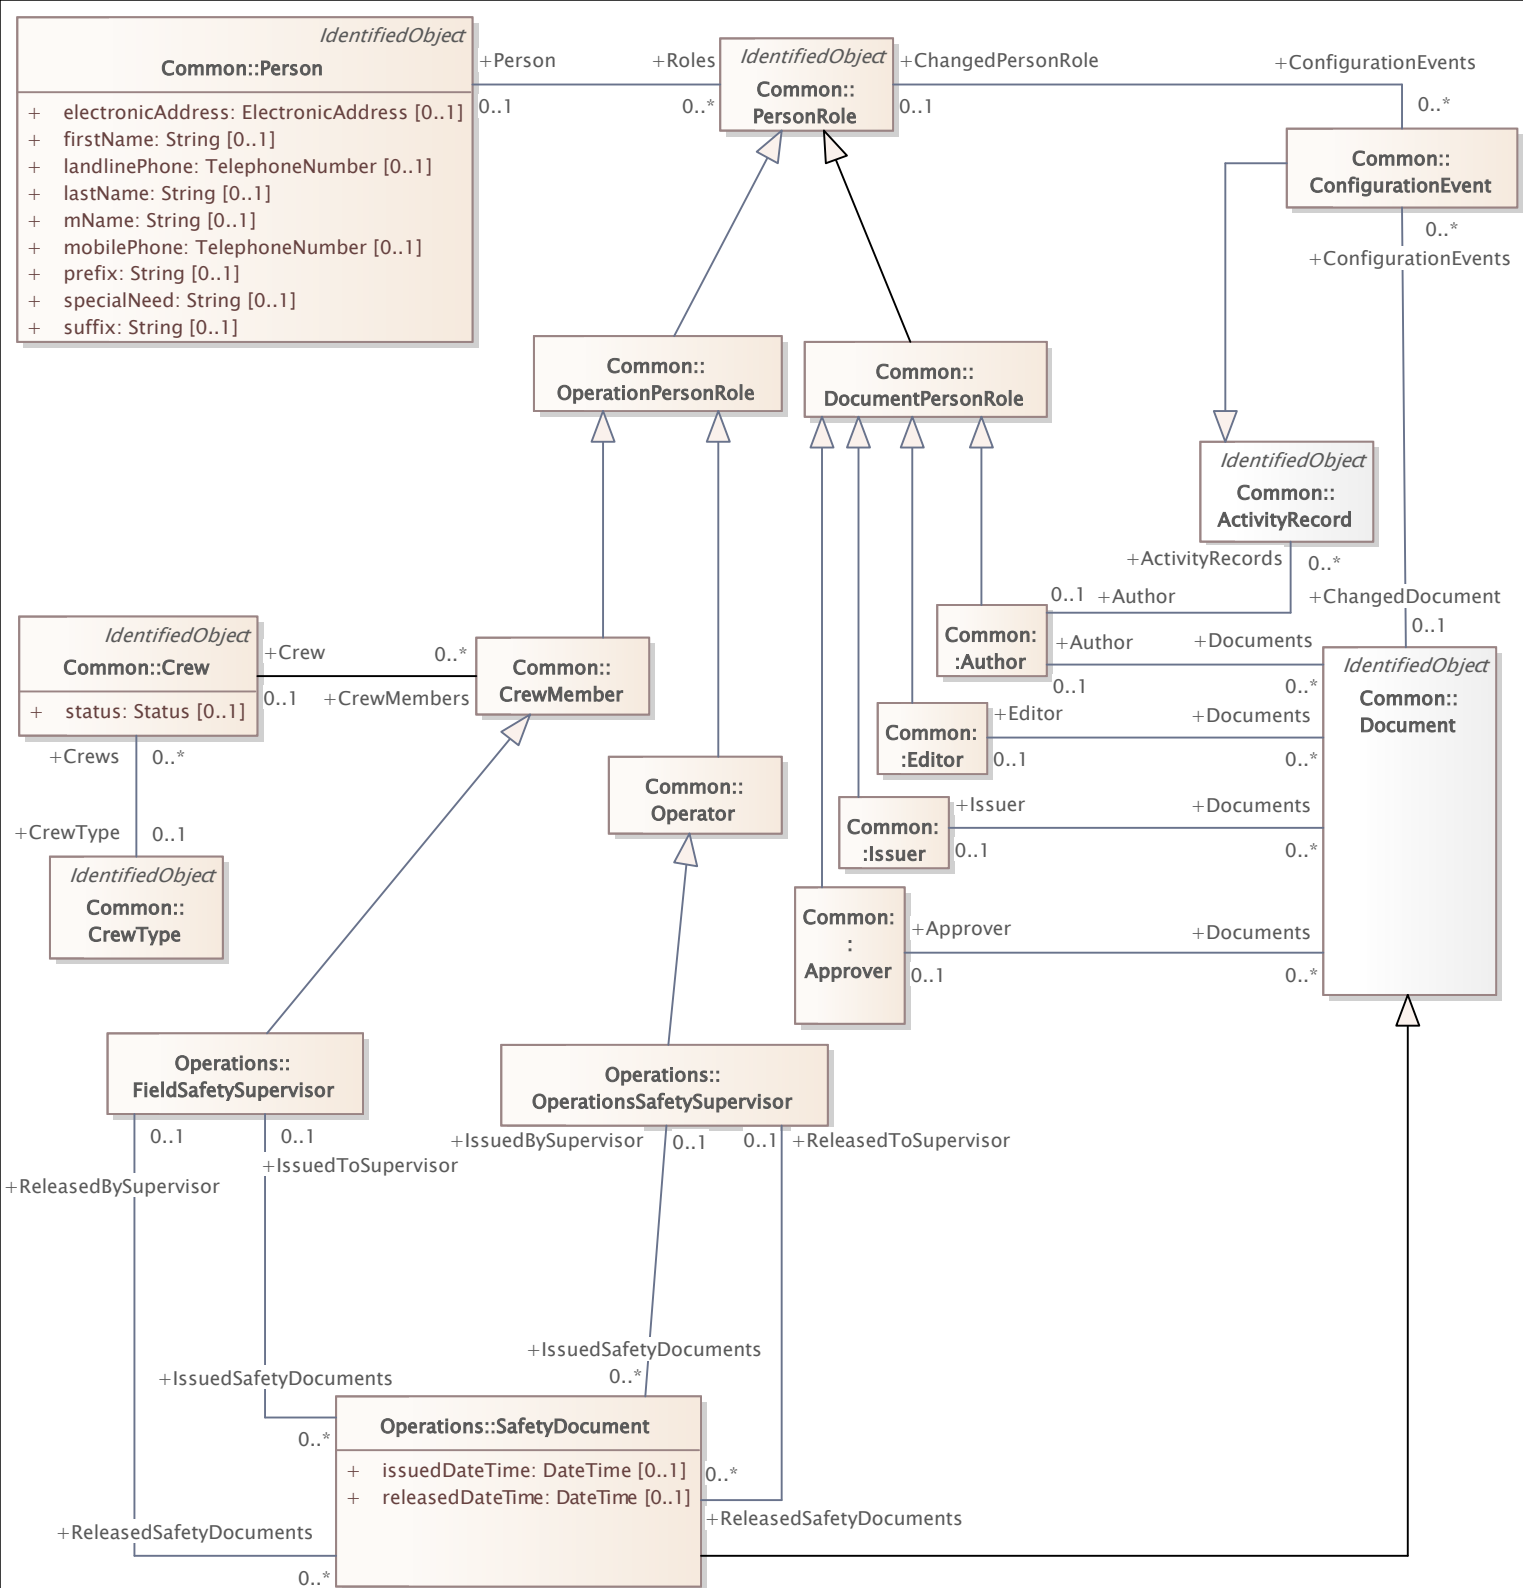 IdentifiedObject
Common::Person
+ electronicAddress: ElectronicAddress [0..1]
+ firstName: String [0..1]
+ landlinePhone: TelephoneNumber [0..1]
+ lastName: String [0..1]
+ mName: String [0..1]
+ mobilePhone: TelephoneNumber [0..1]
+ prefix: String [0..1]
+ specialNeed: String [0..1]
+ suffix: String [0..1]
+Person
0..1
+Roles
0..*
IdentifiedObject
Common::
PersonRole
+ChangedPersonRole
0..1
+ConfigurationEvents
0..*
Common::
ConfigurationEvent
0..*
+ConfigurationEvents
Common::
OperationPersonRole
Common::
DocumentPersonRole
IdentifiedObject
Common::
ActivityRecord
+ActivityRecords
0..*
0..1
+Author
+ChangedDocument
0..1
Common:
:Author
+Author
0..1
+Documents
0..*
IdentifiedObject
Common::
Document
IdentifiedObject
Common::Crew
+ status: Status [0..1]
+Crew
0..1
0..*
+CrewMembers
Common::
CrewMember
+Crews
0..*
+CrewType
0..1
IdentifiedObject
Common::
CrewType
Common:
:Editor
+Editor
0..1
+Documents
0..*
Common::
Operator
Common:
:Issuer
+Issuer
0..1
+Documents
0..*
Common:
:
Approver
+Approver
0..1
+Documents
0..*
Operations::
FieldSafetySupervisor
Operations::
OperationsSafetySupervisor
0..1
0..1
+IssuedToSupervisor
+ReleasedBySupervisor
+IssuedBySupervisor
0..1
0..1
+ReleasedToSupervisor
+IssuedSafetyDocuments
0..*
+IssuedSafetyDocuments
0..*
Operations::SafetyDocument
+ issuedDateTime: DateTime [0..1]
+ releasedDateTime: DateTime [0..1]
0..*
+ReleasedSafetyDocuments
+ReleasedSafetyDocuments
0..*